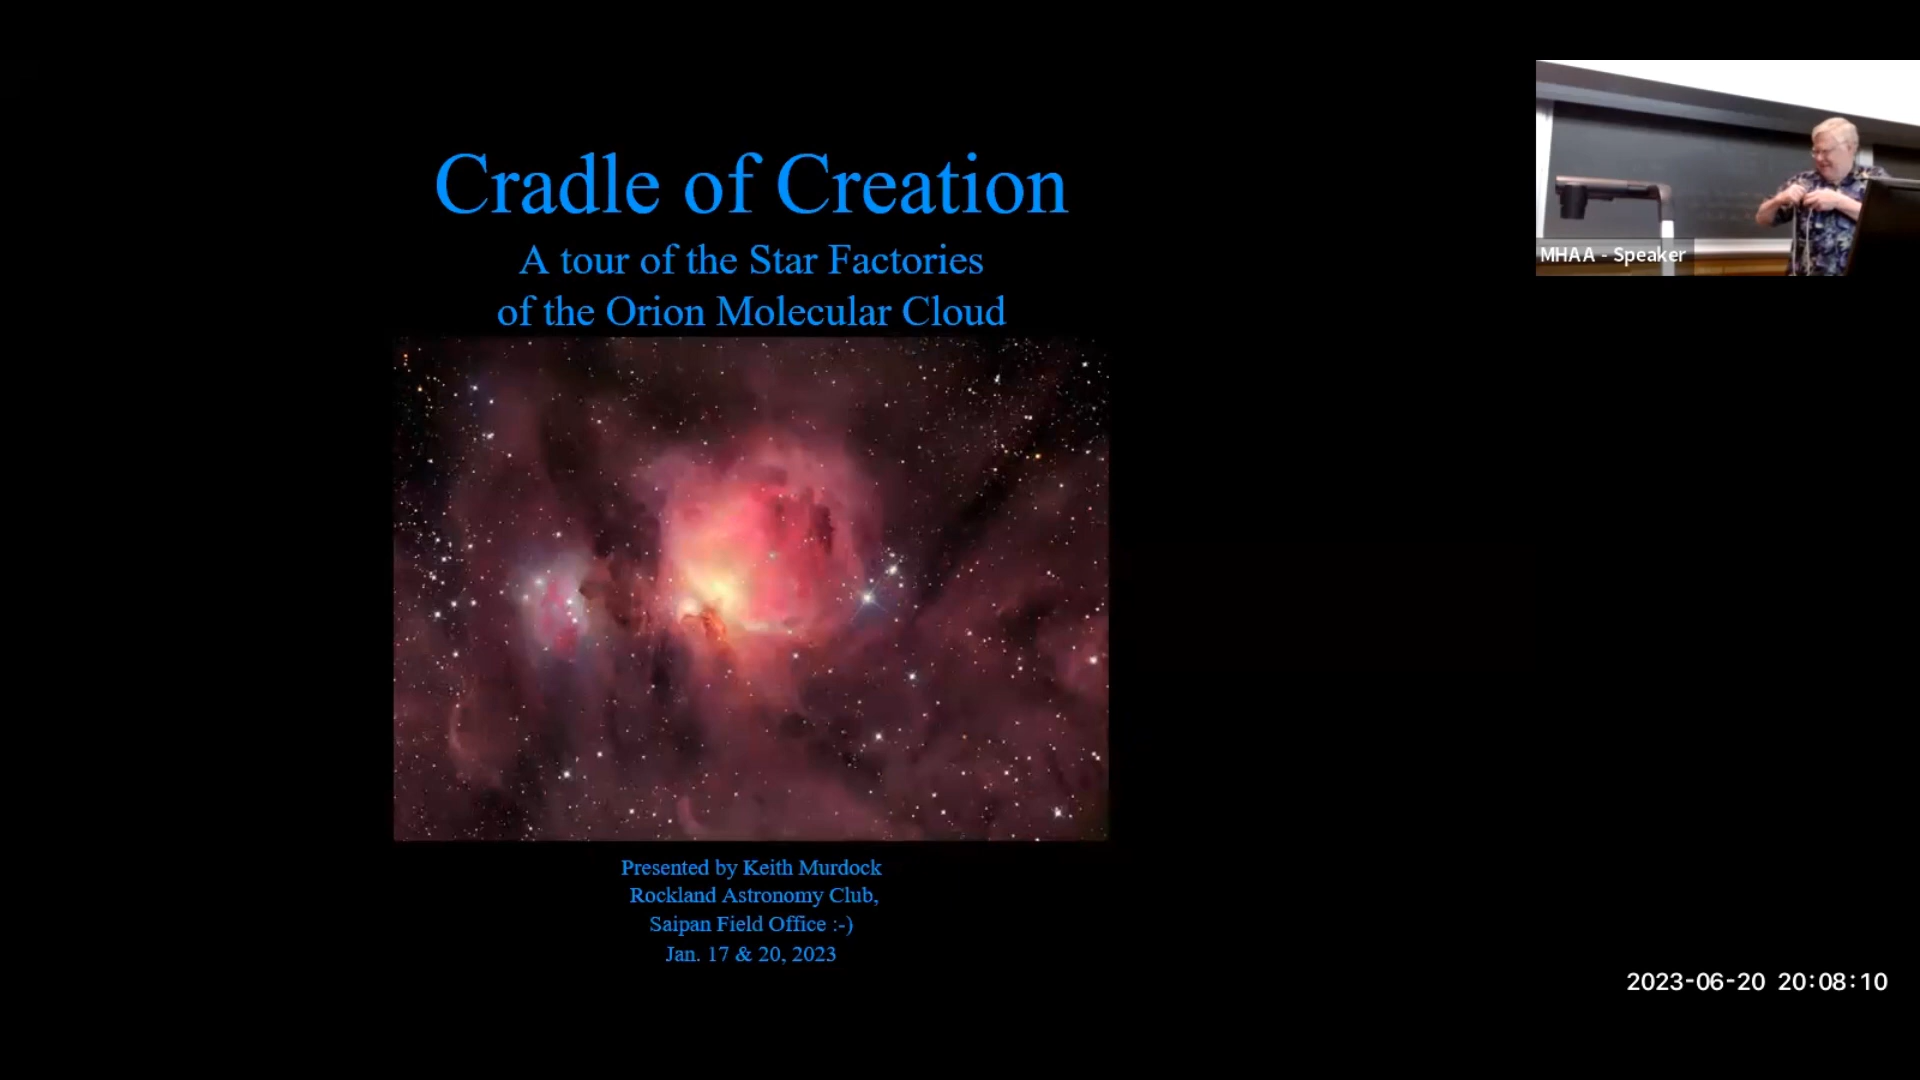 Cradle of Creation
A tour of the Star Factories
of the Orion Molecular Cloud
MHAA - Speaker
Presented by Keith Murdock
Rockland Astronomy Club,
Saipan Field Office :-)
Jan. 17 & 20, 2023
2023-06-20 20:08:10